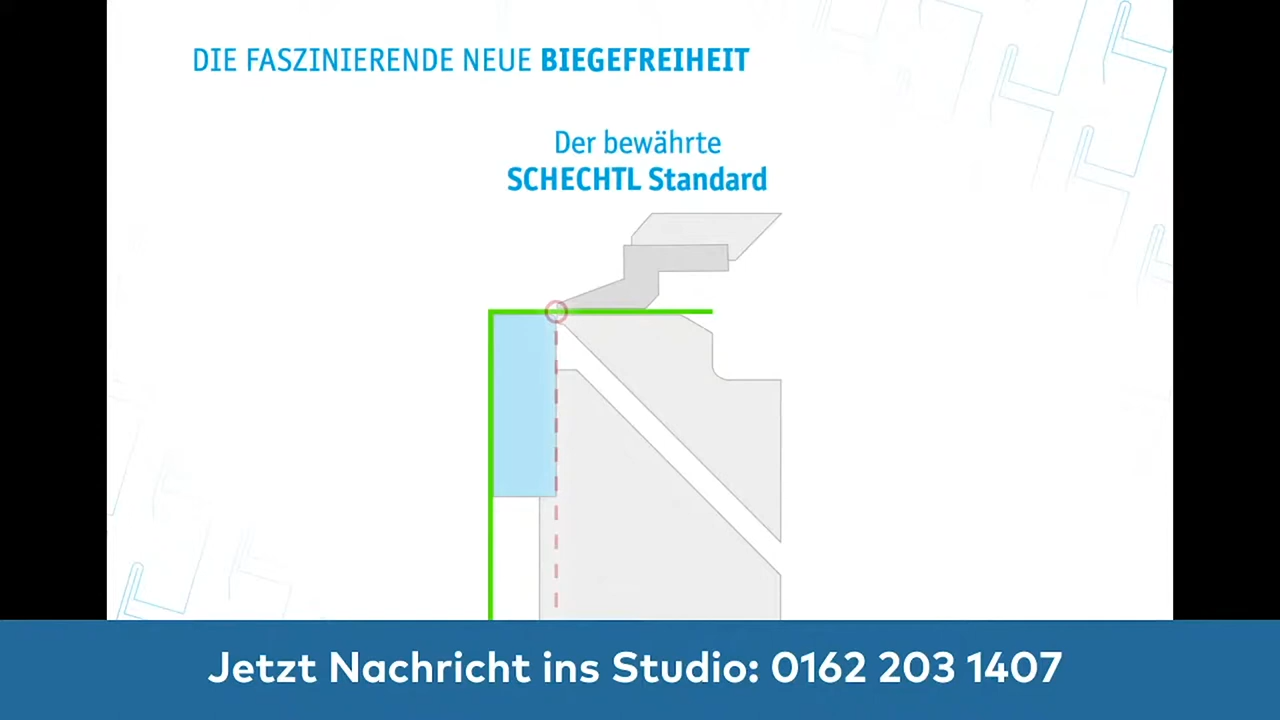 DIE FASZINIERENDE NEUE BIEGEFREIHEIT
Der bewährte
SCHECHTL Standard
Jetzt Nachricht ins Studio: 0162 203 1407